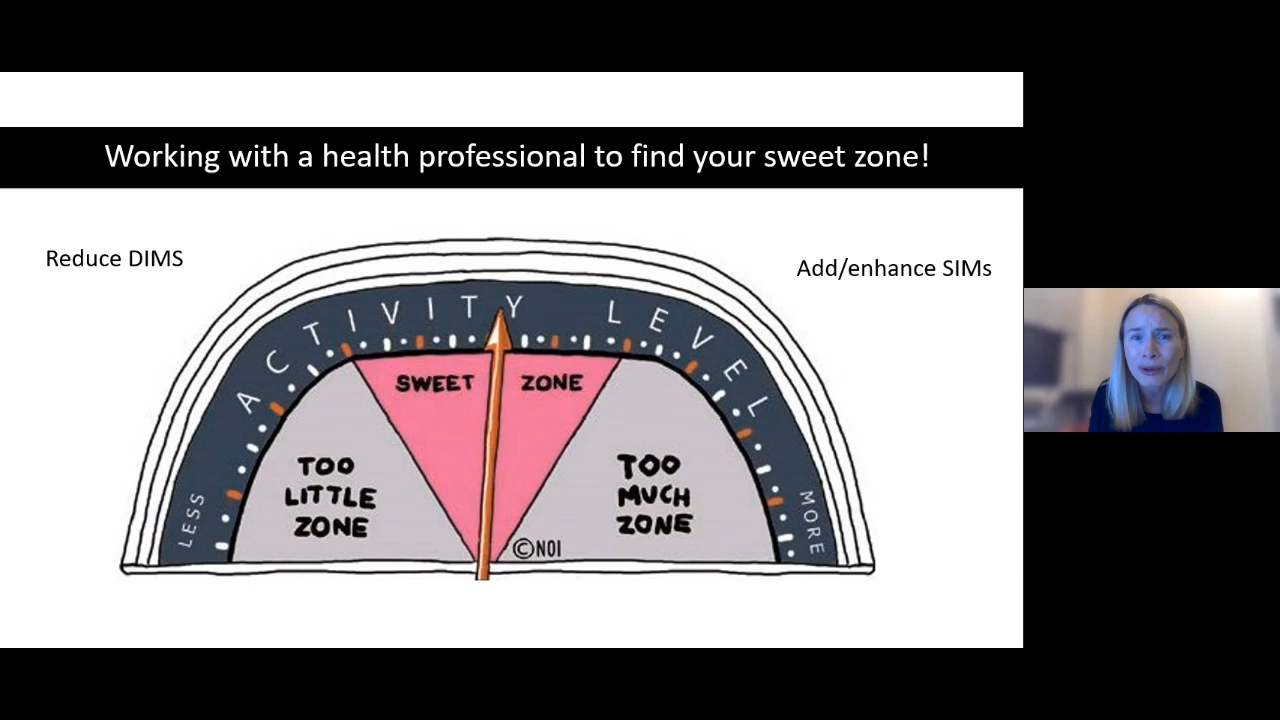 Working with a health professional to find your sweet zone!
Reduce DIMS
Add/enhance SIMs
ACTIVITY LEVEL
SWEET ZONE
TOO
LITTLE
ZONE
TOO
MUCH
ZONE
LESS
MORE
©NOI